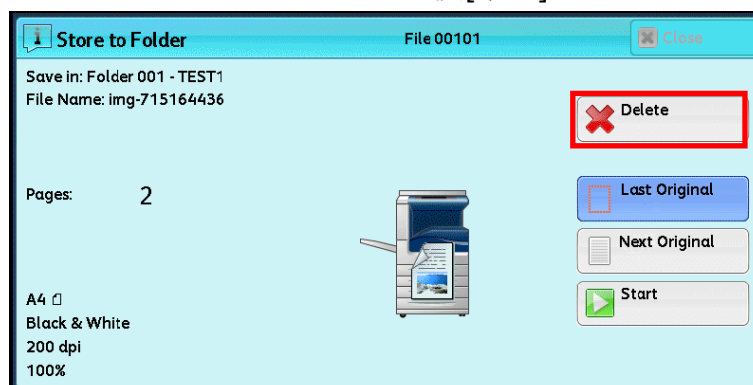 Store to Folder
File 00101
Close
Save in: Folder 001 - TEST1
File Name: img-715164436
Delete
Pages: 2
Last Original
Next Original
Start
A4
Black & White
200 dpi
100%